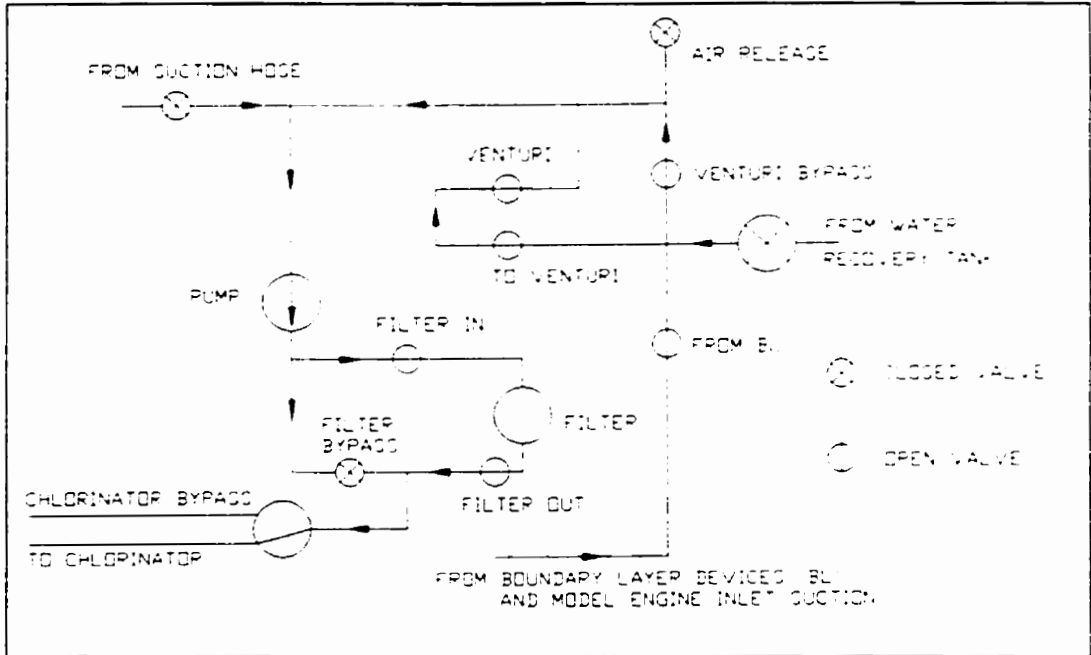 AIR RELEASE
FROM SUCTION HOSE
VENTURI
VENTURI BYPASS
FROM WATER
RECOVERY TANK
TO VENTURI
PUMP
FILTER IN
FROM BL
CLOSED VALVE
FILTER
BYPASS
FILTER
OPEN VALVE
CHLORINATOR BYPASS
FILTER OUT
TO CHLORINATOR
FROM BOUNDARY LAYER DEVICES BL
AND MODEL ENGINE INLET SUCTION